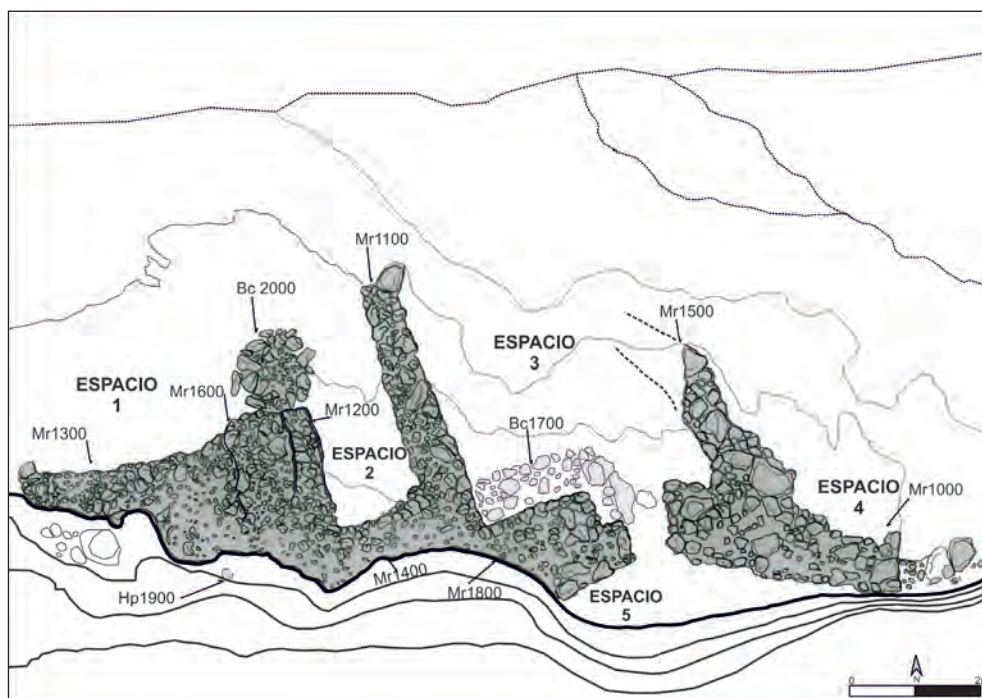 Mr1100
Bc 2000
Mr1500
ESPACIO
3
ESPACIO
1
Mr1600
Mr1200
Mr1300
ESPACIO
2
Bc1700
ESPACIO
4
Mr1000
Mr1400
Mr1800
Hp1900
ESPACIO
5
N
0